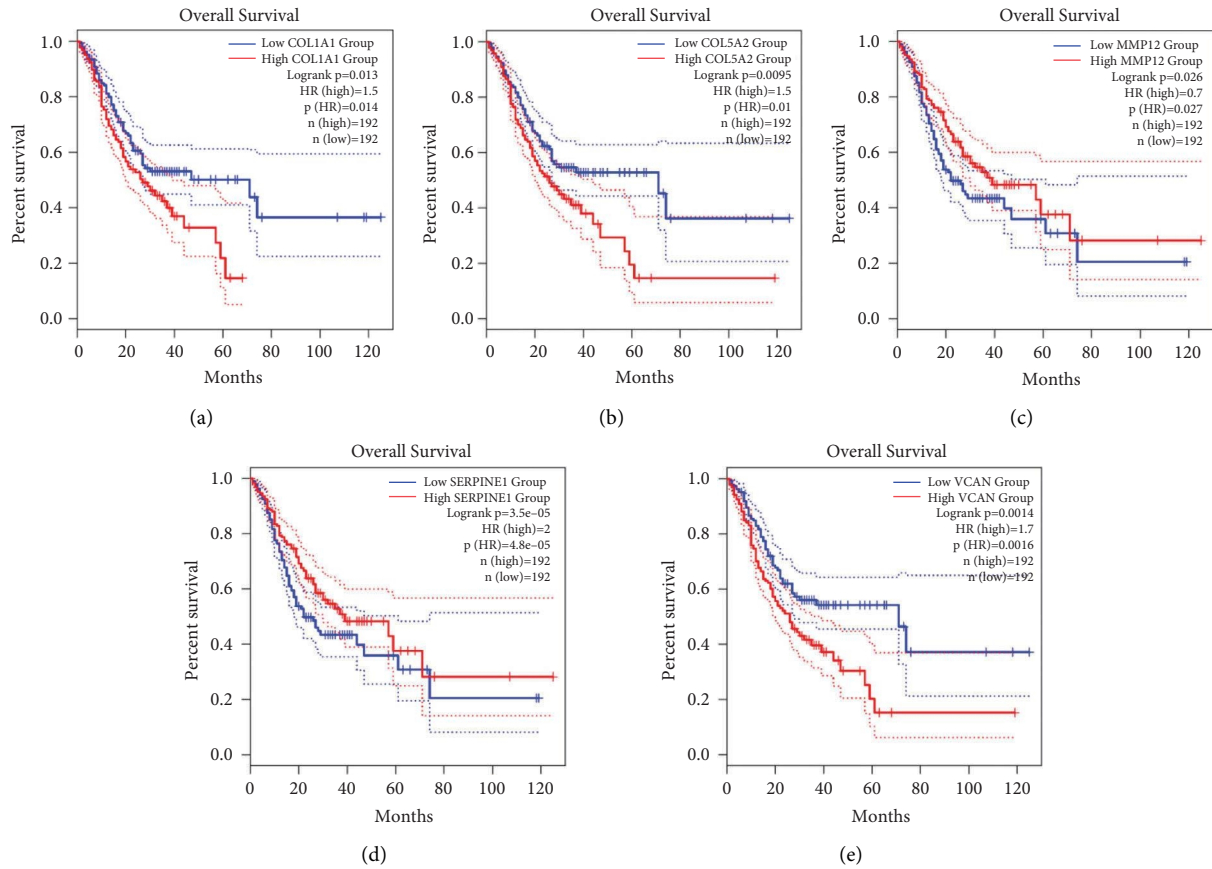 Overall Survival
Percent survival
1.0
0.8
0.6
0.4
0.2
0.0
Low COL1A1 Group
High COL1A1 Group
Logrank p=0.013
HR (high)=1.5
p (HR)=0.014
n (high)=192
n (low)=192
0 20 40 60 80 100 120
Months
(a)
Overall Survival
Percent survival
1.0
0.8
0.6
0.4
0.2
0.0
Low COL5A2 Group
High COL5A2 Group
Logrank p=0.0095
HR (high)=1.5
p (HR)=0.01
n (high)=192
n (low)=192
0 20 40 60 80 100 120
Months
(b)
Overall Survival
Percent survival
1.0
0.8
0.6
0.4
0.2
0.0
Low MMP12 Group
High MMP12 Group
Logrank p=0.026
HR (high)=0.7
p (HR)=0.027
n (high)=192
n (low)=192
0 20 40 60 80 100 120
Months
(c)
Overall Survival
Percent survival
1.0
0.8
0.6
0.4
0.2
0.0
Low SERPINE1 Group
High SERPINE1 Group
Logrank p=3.5e–05
HR (high)=2
p (HR)=4.8e–05
n (high)=192
n (low)=192
0 20 40 60 80 100 120
Months
(d)
Overall Survival
Percent survival
1.0
0.8
0.6
0.4
0.2
0.0
Low VCAN Group
High VCAN Group
Logrank p=0.0014
HR (high)=1.7
p (HR)=0.0016
n (high)=192
n (low)=192
0 20 40 60 80 100 120
Months
(e)